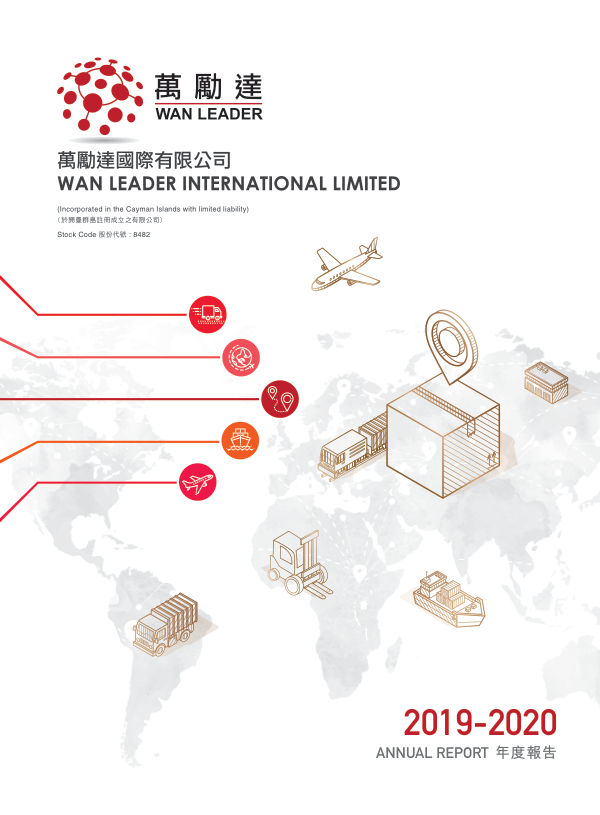 萬勵達
WAN LEADER
萬勵達國際有限公司
WAN LEADER INTERNATIONAL LIMITED
(Incorporated in the Cayman Islands with limited liability)
(於開曼群島註冊成立之有限公司)
Stock Code 股份代號 : 8482
2019-2020
ANNUAL REPORT 年度報告